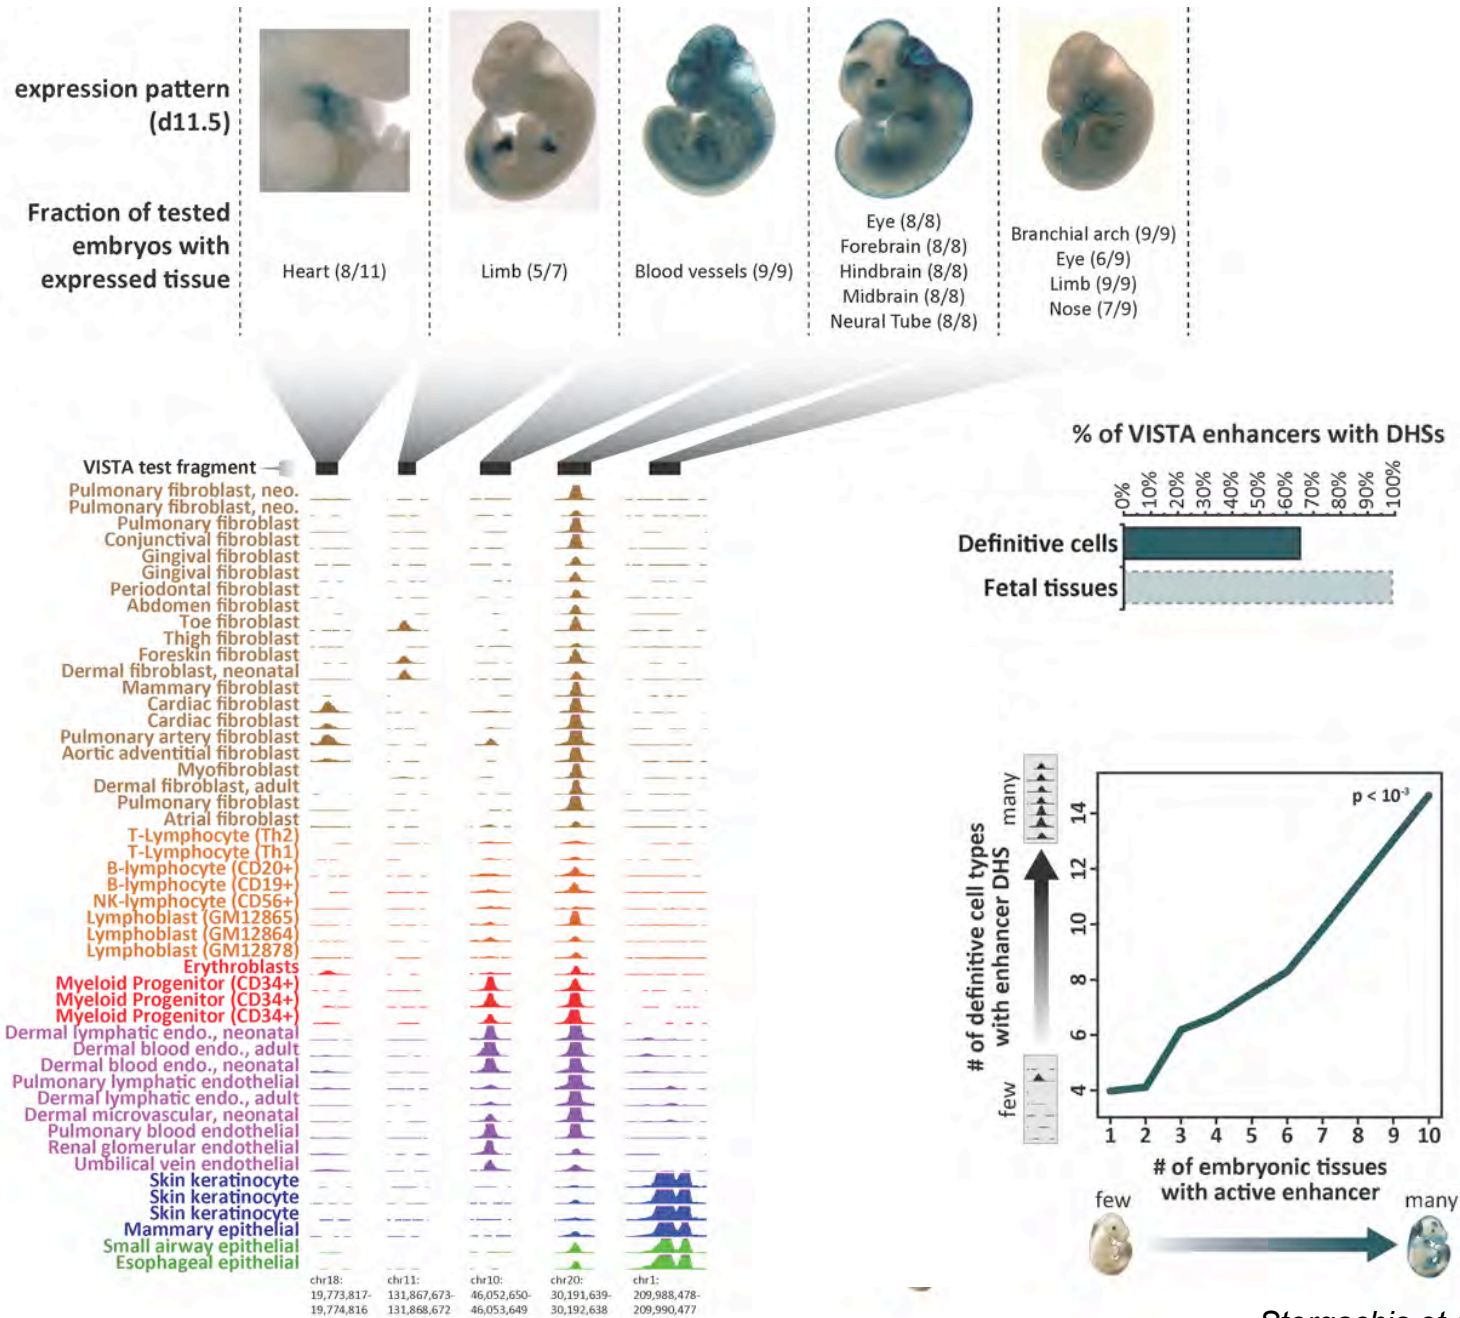 expression pattern
(d11.5)
Fraction of tested
embryos with
expressed tissue
Heart (8/11)
Limb (5/7)
Blood vessels (9/9)
Eye (8/8)
Forebrain (8/8)
Hindbrain (8/8)
Midbrain (8/8)
Neural Tube (8/8)
Branchial arch (9/9)
Eye (6/9)
Limb (9/9)
Nose (7/9)
VISTA test fragment
Pulmonary fibroblast, neo.
Pulmonary fibroblast, neo.
Pulmonary fibroblast
Conjunctival fibroblast
Gingival fibroblast
Gingival fibroblast
Periodontal fibroblast
Abdomen fibroblast
Toe fibroblast
Thigh fibroblast
Foreskin fibroblast
Dermal fibroblast, neonatal
Mammary fibroblast
Cardiac fibroblast
Cardiac fibroblast
Pulmonary artery fibroblast
Aortic adventitial fibroblast
Myofibroblast
Dermal fibroblast, adult
Pulmonary fibroblast
Atrial fibroblast
T-Lymphocyte (Th2)
T-Lymphocyte (Th1)
B-lymphocyte (CD20+)
B-lymphocyte (CD19+)
NK-lymphocyte (CD56+)
Lymphoblast (GM12865)
Lymphoblast (GM12864)
Lymphoblast (GM12878)
Erythroblasts
Myeloid Progenitor (CD34+)
Myeloid Progenitor (CD34+)
Myeloid Progenitor (CD34+)
Dermal lymphatic endo., neonatal
Dermal blood endo., adult
Dermal blood endo., neonatal
Pulmonary lymphatic endothelial
Dermal lymphatic endo., adult
Dermal microvascular, neonatal
Pulmonary blood endothelial
Renal glomerular endothelial
Umbilical vein endothelial
Skin keratinocyte
Skin keratinocyte
Skin keratinocyte
Mammary epithelial
Small airway epithelial
Esophageal epithelial
chr18:
19,773,817-
19,774,816
chr11:
131,867,673-
131,868,672
chr10:
46,052,650-
46,053,649
chr20:
30,191,639-
30,192,638
chr1:
209,988,478-
209,990,477
% of VISTA enhancers with DHSs
0% 10% 20% 30% 40% 50% 60% 70% 80% 90% 100%
Definitive cells
Fetal tissues
# of definitive cell types
with enhancer DHS
many
few
p < 10⁻³
14
12
10
8
6
4
1 2 3 4 5 6 7 8 9 10
# of embryonic tissues
with active enhancer
few
many